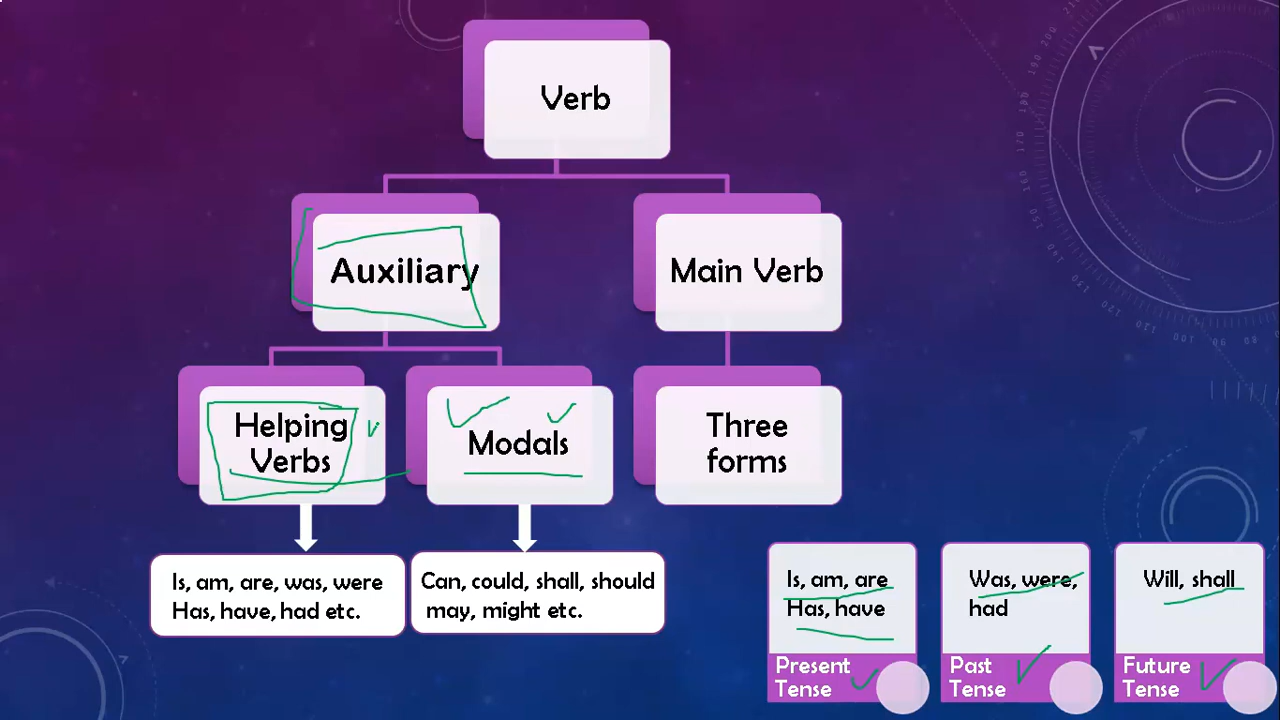 Verb
Auxiliary
Main Verb
Helping
Verbs
Modals
Three
forms
Is, am, are, was, were
Has, have, had etc.
Can, could, shall, should
may, might etc.
Is, am, are
Has, have
Present
Tense
Was, were,
had
Past
Tense
Will, shall
Future
Tense